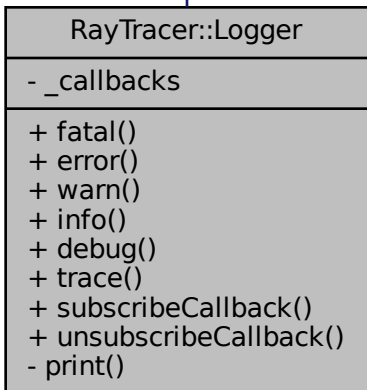 RayTracer::Logger
- _callbacks
+ fatal()
+ error()
+ warn()
+ info()
+ debug()
+ trace()
+ subscribeCallback()
+ unsubscribeCallback()
- print()